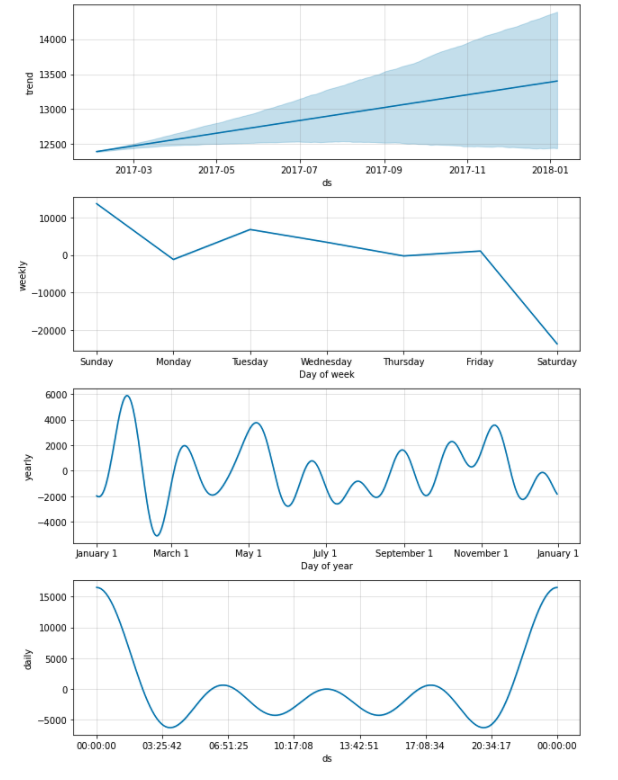 14000
13500
13000
12500
trend
2017-03 2017-05 2017-07 2017-09 2017-11 2018-01
ds
10000
0
−10000
−20000
weekly
Sunday Monday Tuesday Wednesday Thursday Friday Saturday
Day of week
6000
4000
2000
0
−2000
−4000
yearly
January 1 March 1 May 1 July 1 September 1 November 1 January 1
Day of year
15000
10000
5000
0
−5000
daily
00:00:00 03:25:42 06:51:25 10:17:08 13:42:51 17:08:34 20:34:17 00:00:00
ds